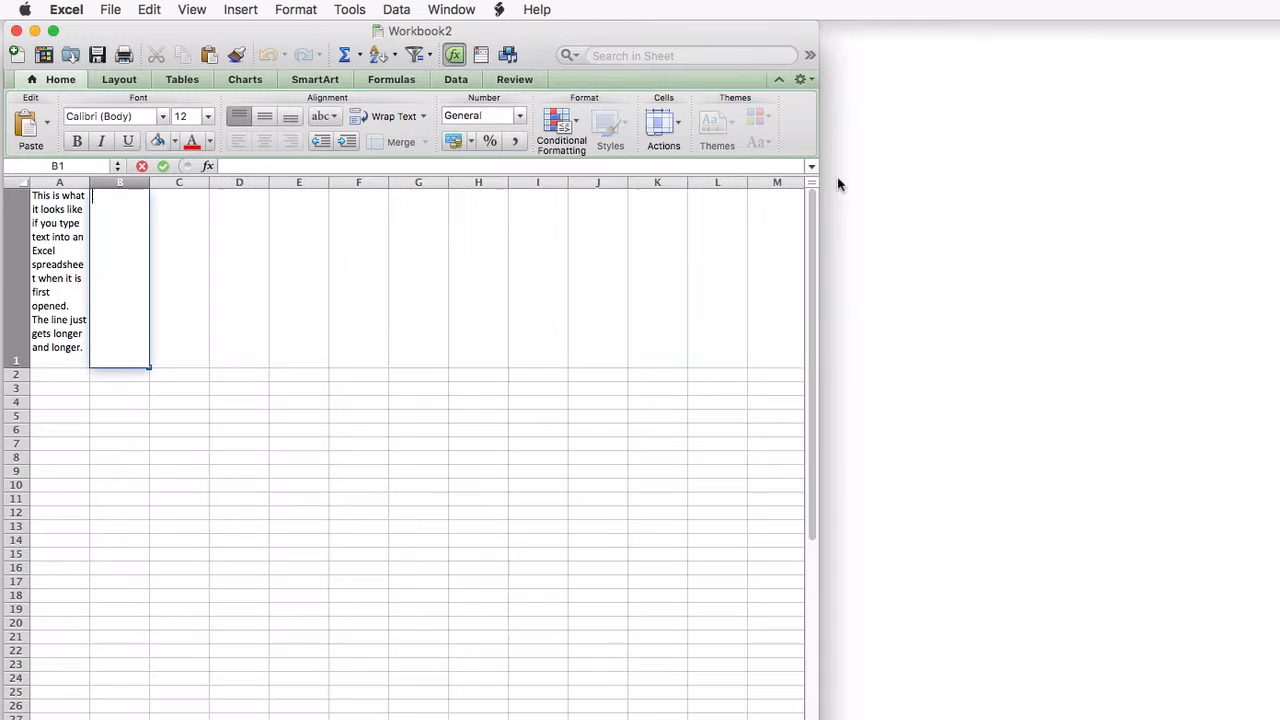 Excel File Edit View Insert Format Tools Data Window Help
Workbook2
Search in Sheet
Home Layout Tables Charts SmartArt Formulas Data Review
Edit Font Alignment Number Format Cells Themes
Calibri (Body) 12 abc Wrap Text General
Paste B I U A Merge % , Conditional Formatting Styles Actions Aa Themes Aa
B1 fx
A B C D E F G H I J K L M
This is what
it looks like
if you type
text into an
Excel
spreadshee
t when it is
first
opened.
The line just
gets longer
and longer.
1
2
3
4
5
6
7
8
9
10
11
12
13
14
15
16
17
18
19
20
21
22
23
24
25
26
27